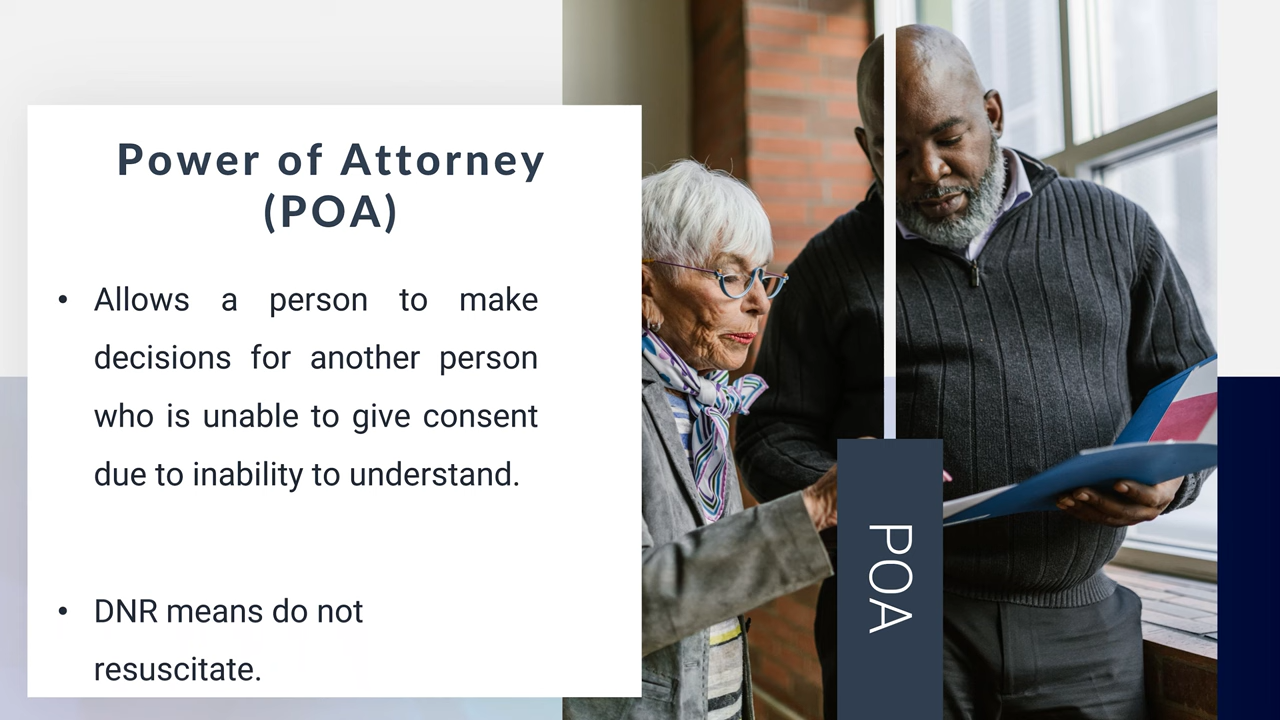 Power of Attorney
(POA)
• Allows a person to make
decisions for another person
who is unable to give consent
due to inability to understand.
• DNR means do not
resuscitate.
POA